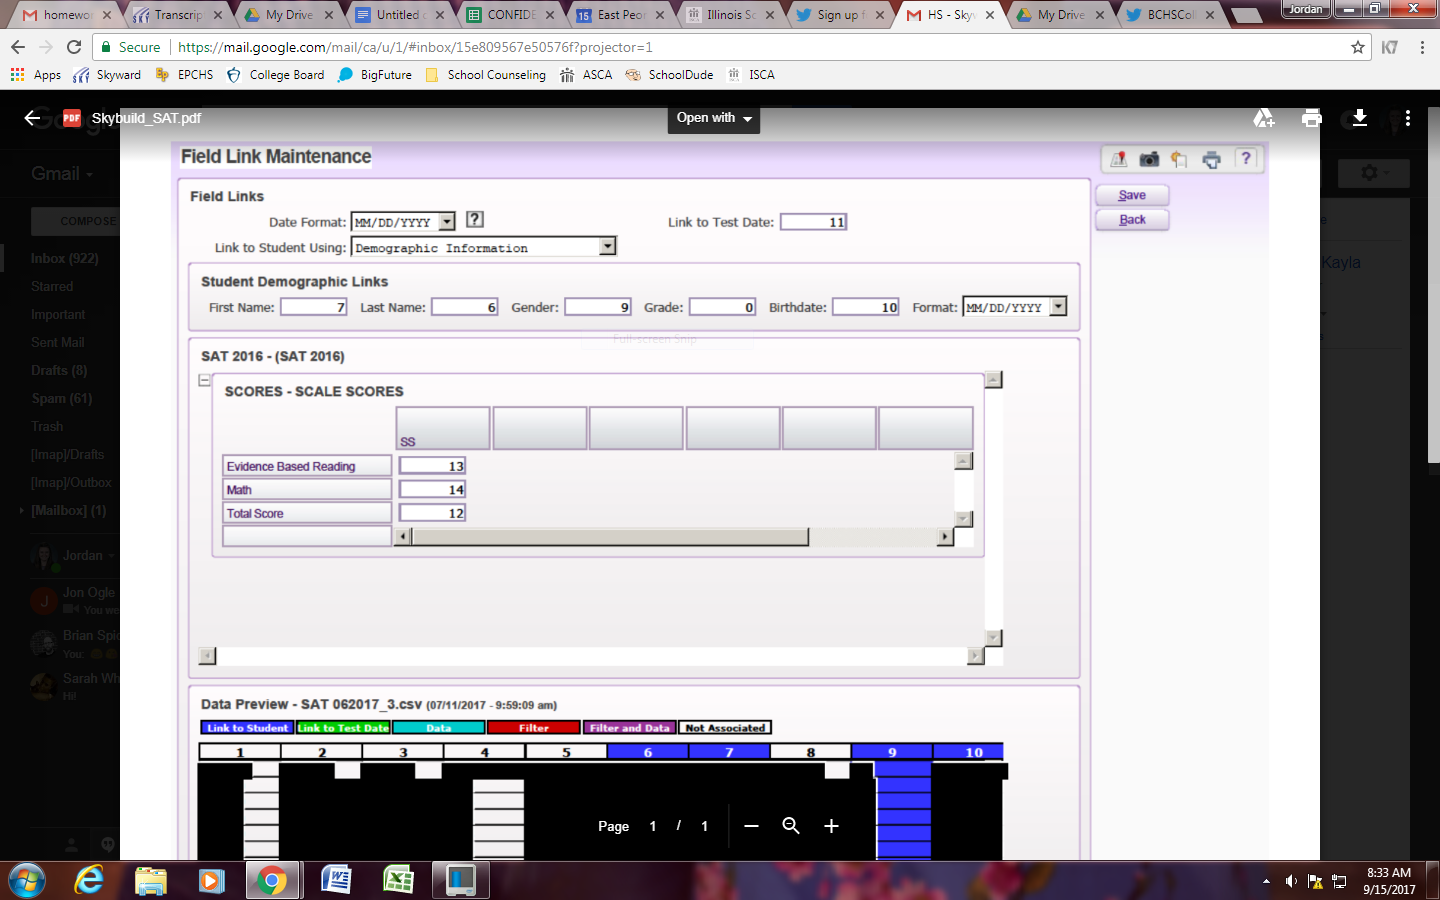 homewor
Transcrip
My Drive
Untitled
CONFIDE
East Peor
Illinois Sc
Sign up f
HS - Sky
My Drive
BCHSCol
Jordan
Secure
https://mail.google.com/mail/ca/u/1/#inbox/15e809567e50576f?projector=1
Apps Skyward EPCHS College Board BigFuture School Counseling ASCA SchoolDude ISCA
PDF Skybuild_SAT.pdf
Open with
Gmail
COMPOSE
Inbox (922)
Starred
Important
Sent Mail
Drafts (8)
Spam (61)
Trash
[Imap]/Drafts
[Imap]/Outbox
[Mailbox] (1)
Jordan
J Jon Ogle
You we
Brian Spi
You:
Sarah Wh
Hi!
Kayla
Field Link Maintenance
?
Save
Back
Field Links
Date Format: MM/DD/YYYY ? Link to Test Date: 11
Link to Student Using: Demographic Information
Student Demographic Links
First Name: 7 Last Name: 6 Gender: 9 Grade: 0 Birthdate: 10 Format: MM/DD/YYYY
Full-screen Snip
SAT 2016 - (SAT 2016)
SCORES - SCALE SCORES
SS
Evidence Based Reading 13
Math 14
Total Score 12
Data Preview - SAT 062017_3.csv (07/11/2017 - 9:59:09 am)
Link to Student Link to Test Date Data Filter Filter and Data Not Associated
1 2 3 4 5 6 7 8 9 10
Page 1 / 1
8:33 AM
9/15/2017